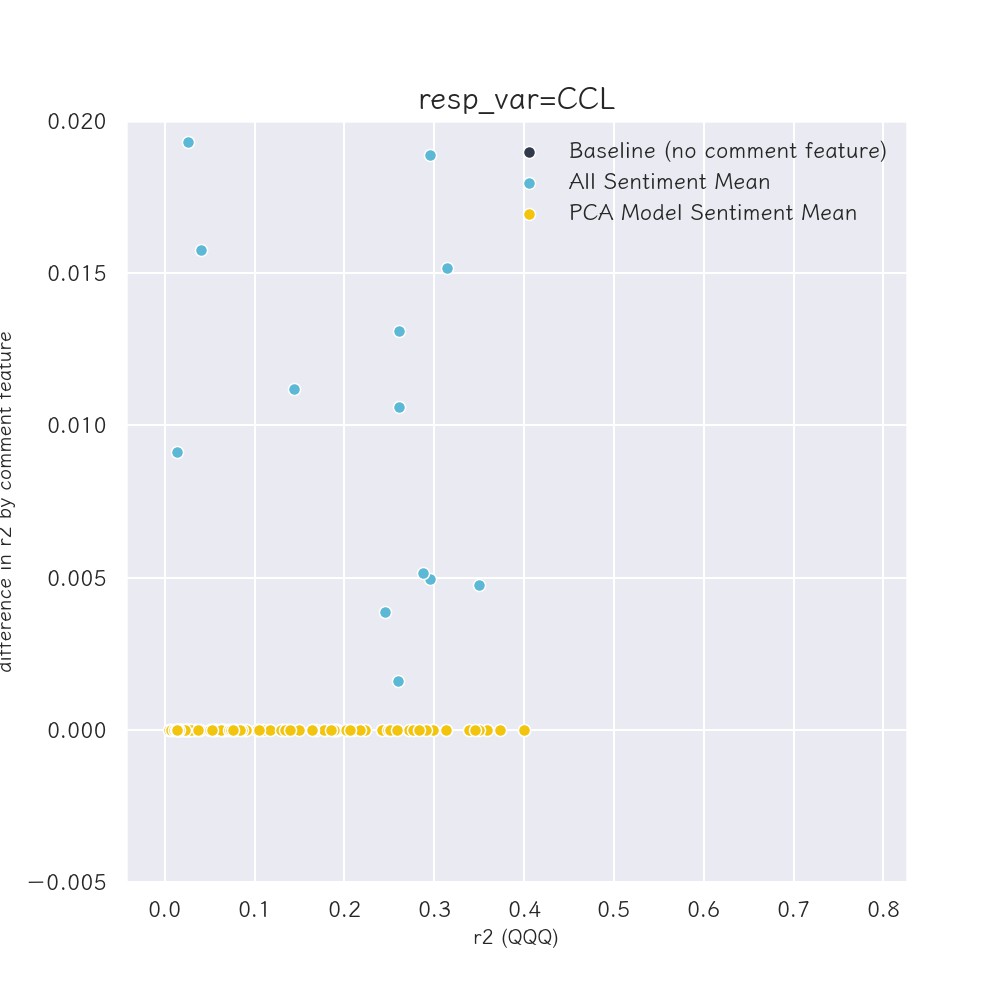 resp_var=CCL
0.020
0.015
0.010
0.005
0.000
−0.005
difference in r2 by comment feature
Baseline (no comment feature)
All Sentiment Mean
PCA Model Sentiment Mean
0.0 0.1 0.2 0.3 0.4 0.5 0.6 0.7 0.8
r2 (QQQ)